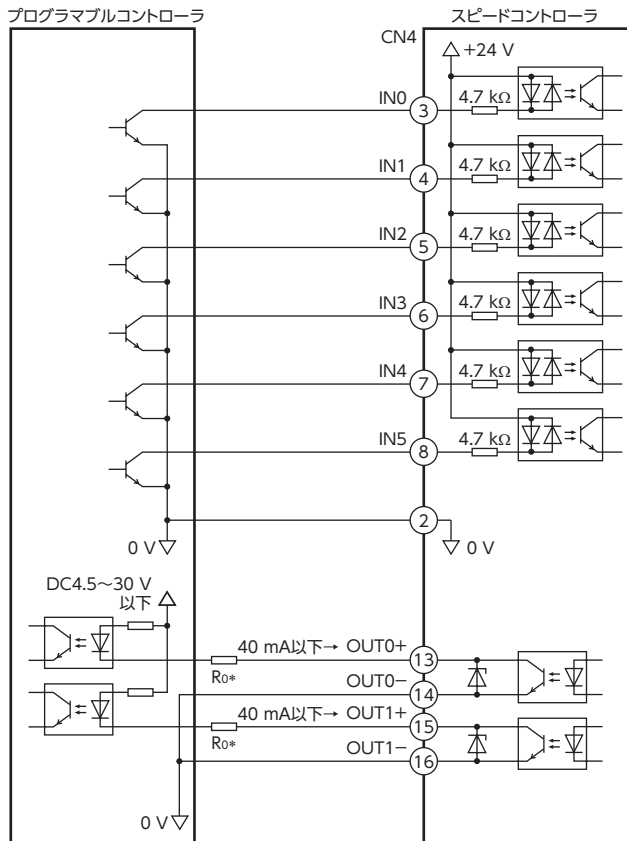 プログラマブルコントローラ
スピードコントローラ
CN4
+24 V
IN0
3
4.7 kΩ
IN1
4
4.7 kΩ
IN2
5
4.7 kΩ
IN3
6
4.7 kΩ
IN4
7
4.7 kΩ
IN5
8
4.7 kΩ
2
0 V
0 V
DC4.5～30 V
以下
40 mA以下→ OUT0+
13
R0*
OUT0−
14
40 mA以下→ OUT1+
15
R0*
OUT1−
16
0 V